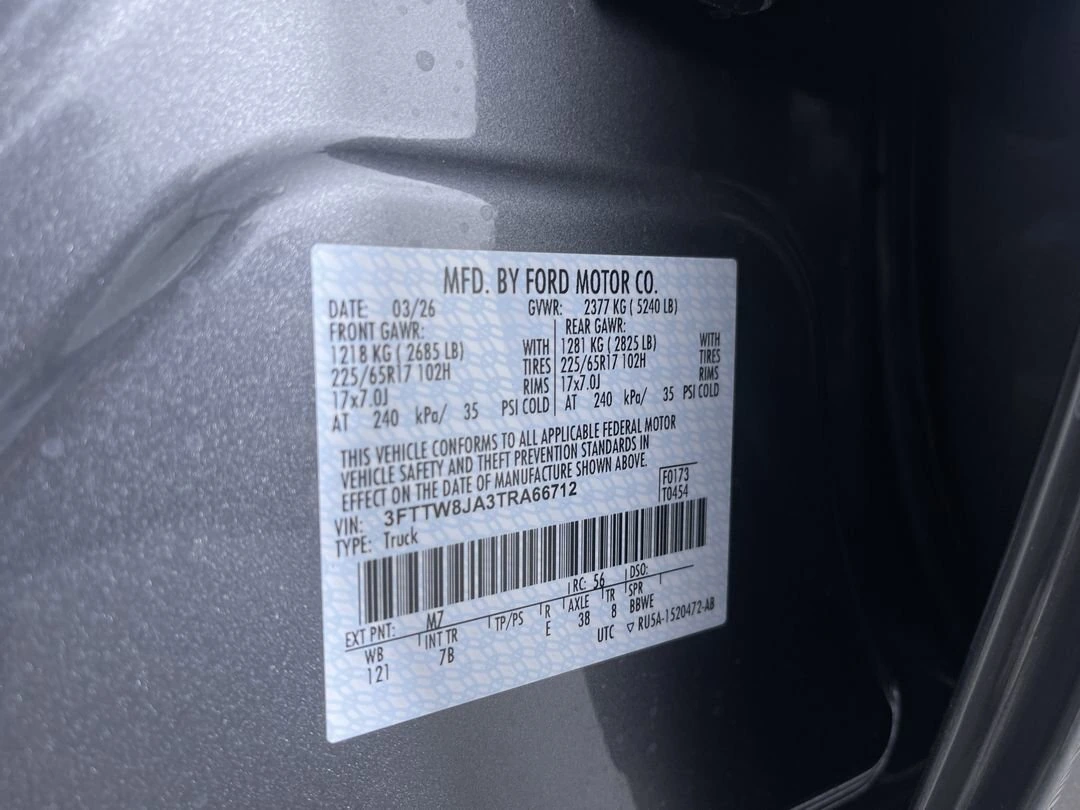 MFD. BY FORD MOTOR CO.
DATE: 03/26 GVWR: 2377 KG ( 5240 LB)
FRONT GAWR: REAR GAWR:
1218 KG ( 2685 LB) WITH 1281 KG ( 2825 LB) WITH
225/65R17 102H TIRES 225/65R17 102H TIRES
17x7.0J RIMS 17x7.0J RIMS
AT 240 kPa/ 35 PSI COLD AT 240 kPa/ 35 PSI COLD
THIS VEHICLE CONFORMS TO ALL APPLICABLE FEDERAL MOTOR
VEHICLE SAFETY AND THEFT PREVENTION STANDARDS IN
EFFECT ON THE DATE OF MANUFACTURE SHOWN ABOVE.
F0173
VIN: 3FTTW8JA3TRA66712 T0454
TYPE: Truck
EXT PNT: M7 RC: 56 DSO:
WB INT TR TP/PS R AXLE TR SPR
121 7B E 38 8 BBWE
UTC ▽ RU5A-1520472-AB